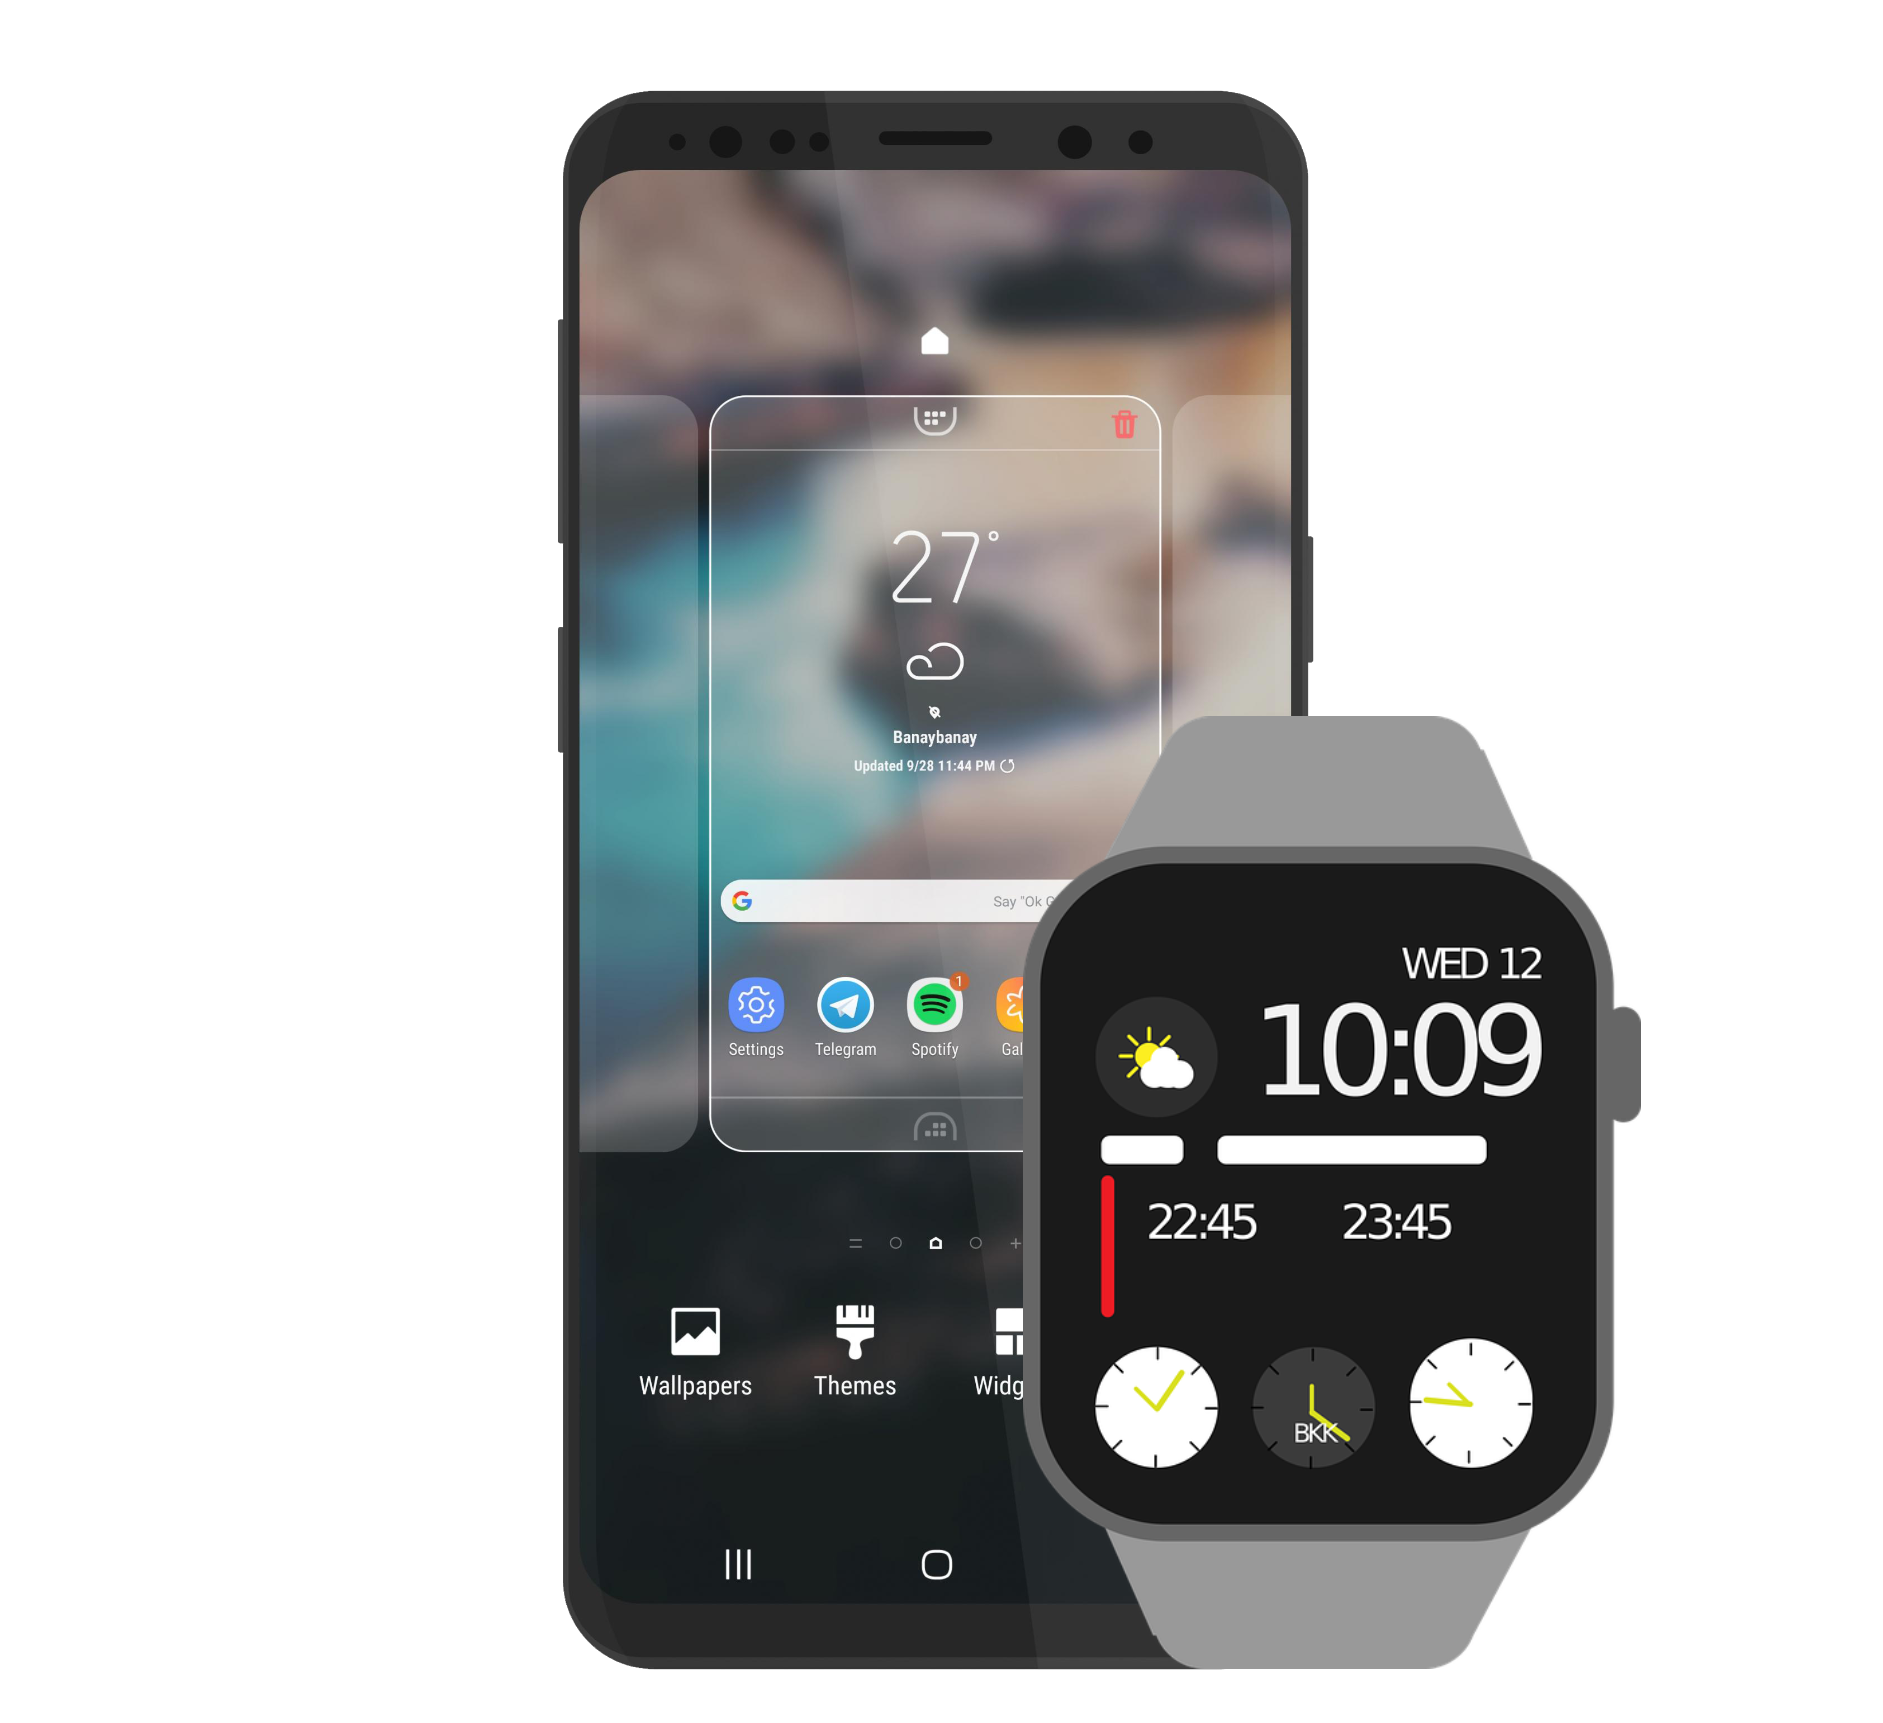 27°
Banaybanay
Updated 9/28 11:44 PM
Say "Ok G
1
Settings
Telegram
Spotify
Gal
Wallpapers
Themes
Widg
WED 12
10:09
22:45
23:45
BKK